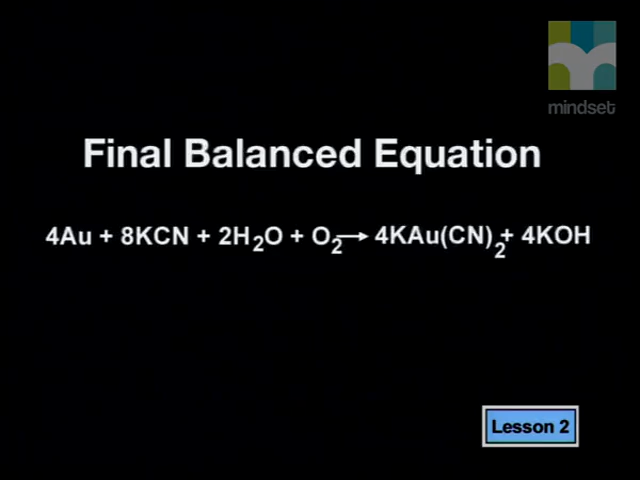 mindset
Final Balanced Equation
4Au + 8KCN + 2H₂O + O₂→ 4KAu(CN)₂+ 4KOH
Lesson 2